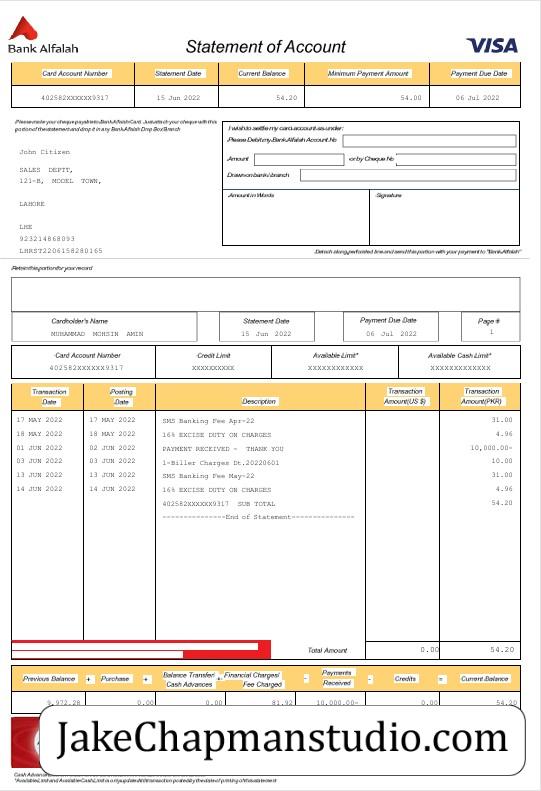 Bank Alfalah
Statement of Account
VISA
Card Account Number Statement Date Current Balance Minimum Payment Amount Payment Due Date
402582XXXXXX9317 15 Jun 2022 54.20 54.00 06 Jul 2022
Please make your cheque payable to Bank Alfalah Card. Just attach your cheque with this
portion of the statement and drop it in any Bank Alfalah Drop Box/Branch
I wish to settle my card account as under:
Please Debit my Bank Alfalah Account No
John Citizen
Amount or by Cheque No
SALES DEPTT,
Drawn on bank / branch
121-B, MODEL TOWN,
Amount in Words Signature
LAHORE
LHE
923214868093
LHRST2206158280165
Detach along perforated line and send this portion with your payment to "Bank Alfalah"
Retain this portion for your record
Cardholder's Name Statement Date Payment Due Date Page #
MUHAMMAD MOHSIN AMIN 15 Jun 2022 06 Jul 2022 1
Card Account Number Credit Limit Available Limit* Available Cash Limit*
402582XXXXXX9317 XXXXXXXXXX XXXXXXXXXXXX XXXXXXXXXXXX
Transaction Date Posting Date Description Transaction Amount(US $) Transaction Amount(PKR)
17 MAY 2022 17 MAY 2022 SMS Banking Fee Apr-22 31.00
18 MAY 2022 18 MAY 2022 16% EXCISE DUTY ON CHARGES 4.96
01 JUN 2022 02 JUN 2022 PAYMENT RECEIVED - THANK YOU 10,000.00-
03 JUN 2022 03 JUN 2022 1-Biller Charges Dt.20220601 10.00
13 JUN 2022 13 JUN 2022 SMS Banking Fee May-22 31.00
14 JUN 2022 14 JUN 2022 16% EXCISE DUTY ON CHARGES 4.96
402582XXXXXX9317 SUB TOTAL 54.20
---------------End of Statement---------------
Total Amount 0.00 54.20
Previous Balance + Purchase + Balance Transfer/ Cash Advances + Financial Charges/ Fee Charged - Payments Received - Credits = Current Balance
9,972.28 0.00 0.00 81.92 10,000.00- 0.00 54.20
JakeChapmanstudio.com
Cash Advance
*Available Limit and Available Cash Limit is only updated till transaction posted by the date of printing of this statement